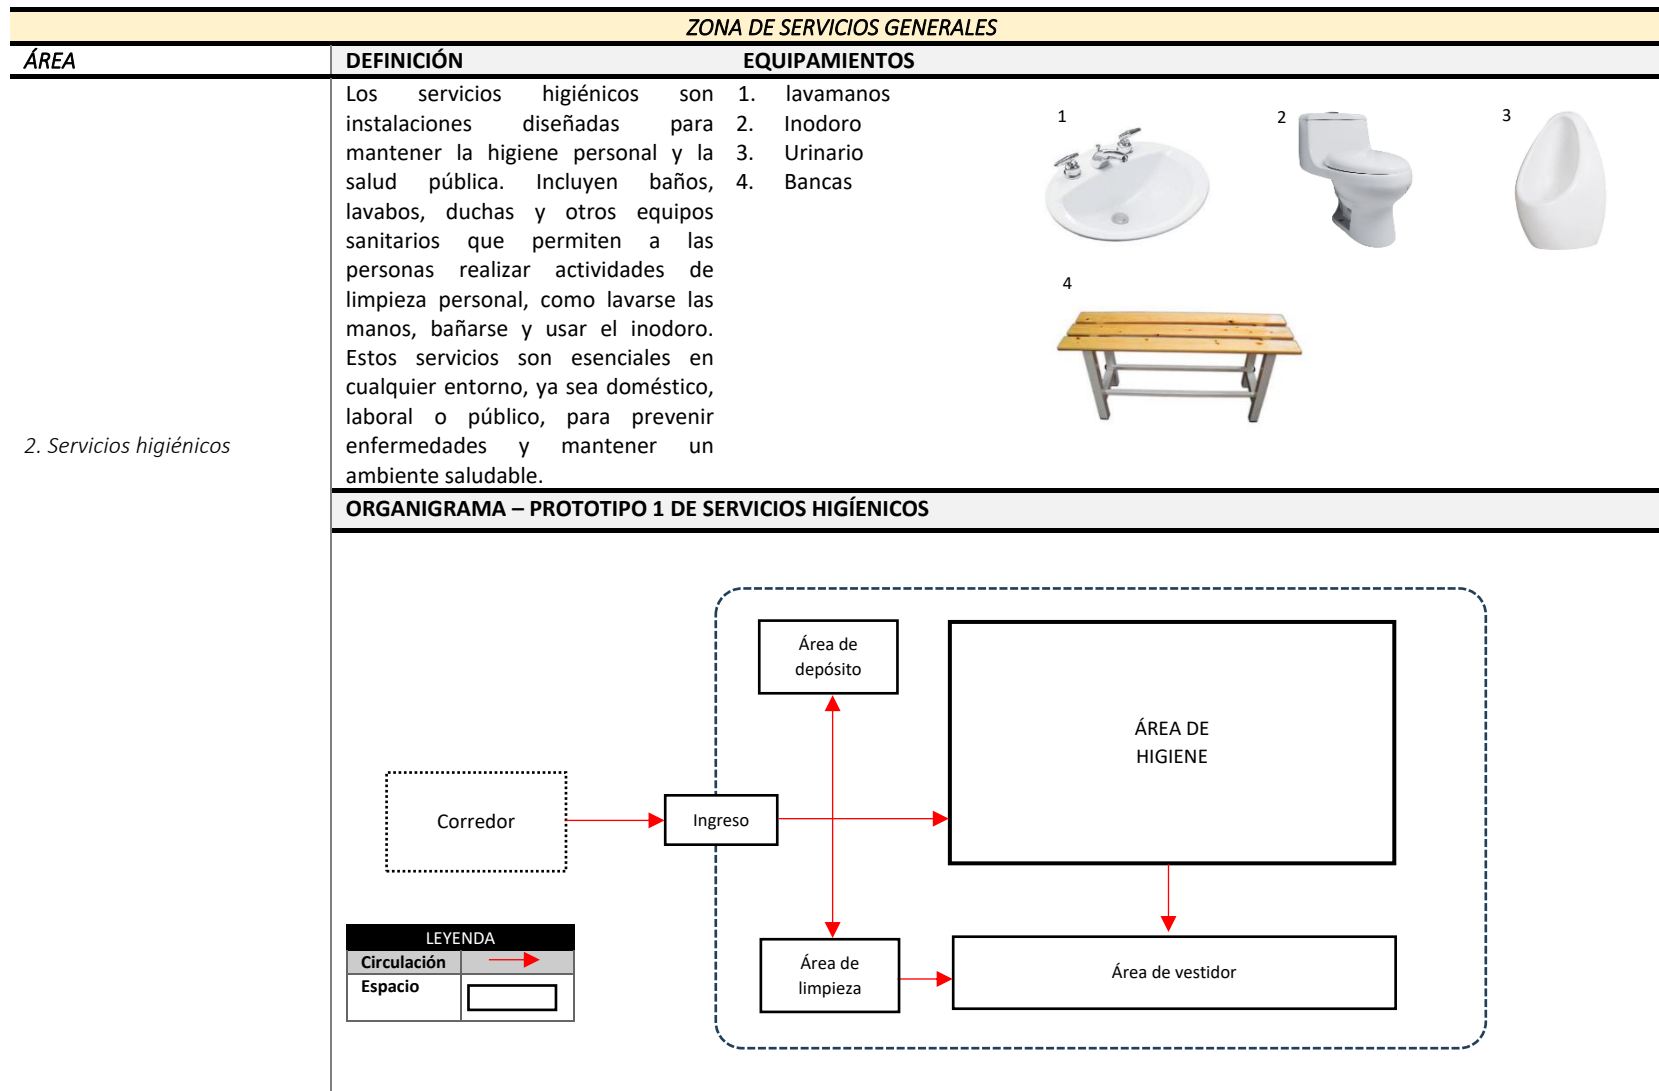 ZONA DE SERVICIOS GENERALES
ÁREA
DEFINICIÓN
EQUIPAMIENTOS
2. Servicios higiénicos
Los servicios higiénicos son
instalaciones diseñadas para
mantener la higiene personal y la
salud pública. Incluyen baños,
lavabos, duchas y otros equipos
sanitarios que permiten a las
personas realizar actividades de
limpieza personal, como lavarse las
manos, bañarse y usar el inodoro.
Estos servicios son esenciales en
cualquier entorno, ya sea doméstico,
laboral o público, para prevenir
enfermedades y mantener un
ambiente saludable.
1. lavamanos
2. Inodoro
3. Urinario
4. Bancas
1
2
3
4
ORGANIGRAMA – PROTOTIPO 1 DE SERVICIOS HIGÍENICOS
Área de
depósito
ÁREA DE
HIGIENE
Corredor
Ingreso
Área de
limpieza
Área de vestidor
LEYENDA
Circulación
Espacio